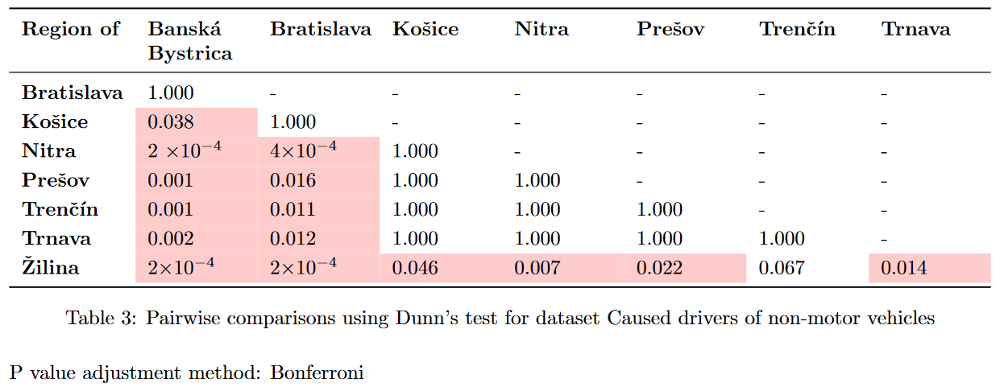 Region of Banská Bratislava Košice Nitra Prešov Trenčín Trnava
Bystrica
Bratislava 1.000 - - - - - -
Košice 0.038 1.000 - - - - -
Nitra 2 ×10⁻⁴ 4×10⁻⁴ 1.000 - - - -
Prešov 0.001 0.016 1.000 1.000 - - -
Trenčín 0.001 0.011 1.000 1.000 1.000 - -
Trnava 0.002 0.012 1.000 1.000 1.000 1.000 -
Žilina 2×10⁻⁴ 2×10⁻⁴ 0.046 0.007 0.022 0.067 0.014
Table 3: Pairwise comparisons using Dunn's test for dataset Caused drivers of non-motor vehicles
P value adjustment method: Bonferroni